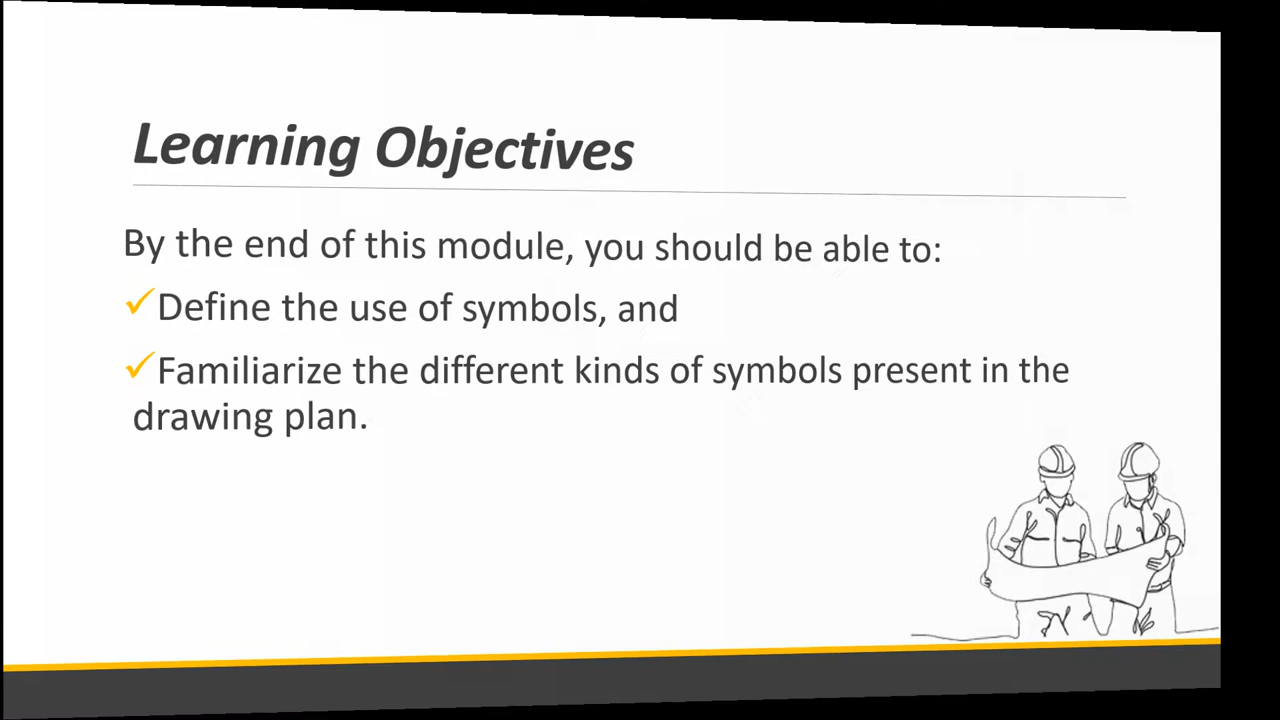 Learning Objectives
By the end of this module, you should be able to:
✓Define the use of symbols, and
✓Familiarize the different kinds of symbols present in the
drawing plan.